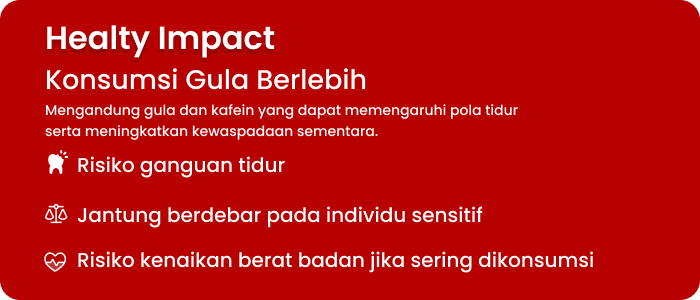 Healty Impact
Konsumsi Gula Berlebih
Mengandung gula dan kafein yang dapat memengaruhi pola tidur
serta meningkatkan kewaspadaan sementara.
Risiko ganguan tidur
Jantung berdebar pada individu sensitif
Risiko kenaikan berat badan jika sering dikonsumsi